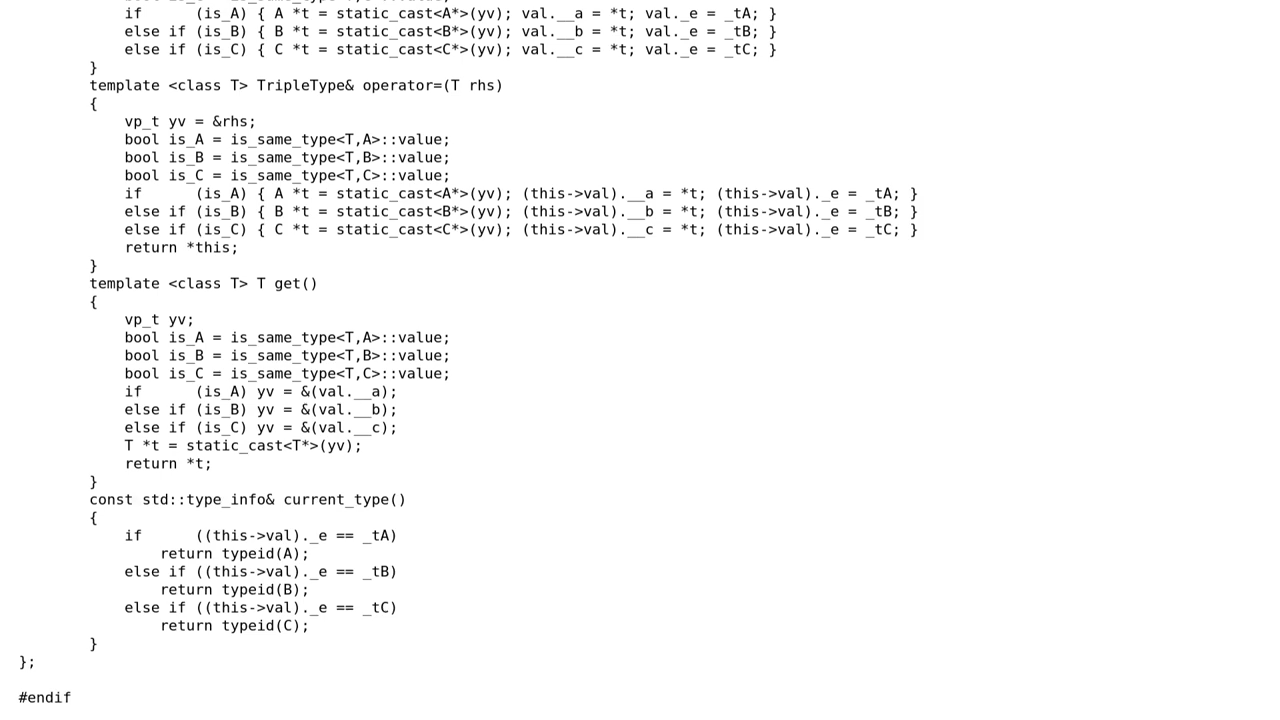 if      (is_A) { A *t = static_cast<A*>(yv); val.__a = *t; val._e = _tA; }
        else if (is_B) { B *t = static_cast<B*>(yv); val.__b = *t; val._e = _tB; }
        else if (is_C) { C *t = static_cast<C*>(yv); val.__c = *t; val._e = _tC; }
    }
    template <class T> TripleType& operator=(T rhs)
    {
        vp_t yv = &rhs;
        bool is_A = is_same_type<T,A>::value;
        bool is_B = is_same_type<T,B>::value;
        bool is_C = is_same_type<T,C>::value;
        if      (is_A) { A *t = static_cast<A*>(yv); (this->val).__a = *t; (this->val)._e = _tA; }
        else if (is_B) { B *t = static_cast<B*>(yv); (this->val).__b = *t; (this->val)._e = _tB; }
        else if (is_C) { C *t = static_cast<C*>(yv); (this->val).__c = *t; (this->val)._e = _tC; }
        return *this;
    }
    template <class T> T get()
    {
        vp_t yv;
        bool is_A = is_same_type<T,A>::value;
        bool is_B = is_same_type<T,B>::value;
        bool is_C = is_same_type<T,C>::value;
        if      (is_A) yv = &(val.__a);
        else if (is_B) yv = &(val.__b);
        else if (is_C) yv = &(val.__c);
        T *t = static_cast<T*>(yv);
        return *t;
    }
    const std::type_info& current_type()
    {
        if      ((this->val)._e == _tA)
            return typeid(A);
        else if ((this->val)._e == _tB)
            return typeid(B);
        else if ((this->val)._e == _tC)
            return typeid(C);
    }
};

#endif